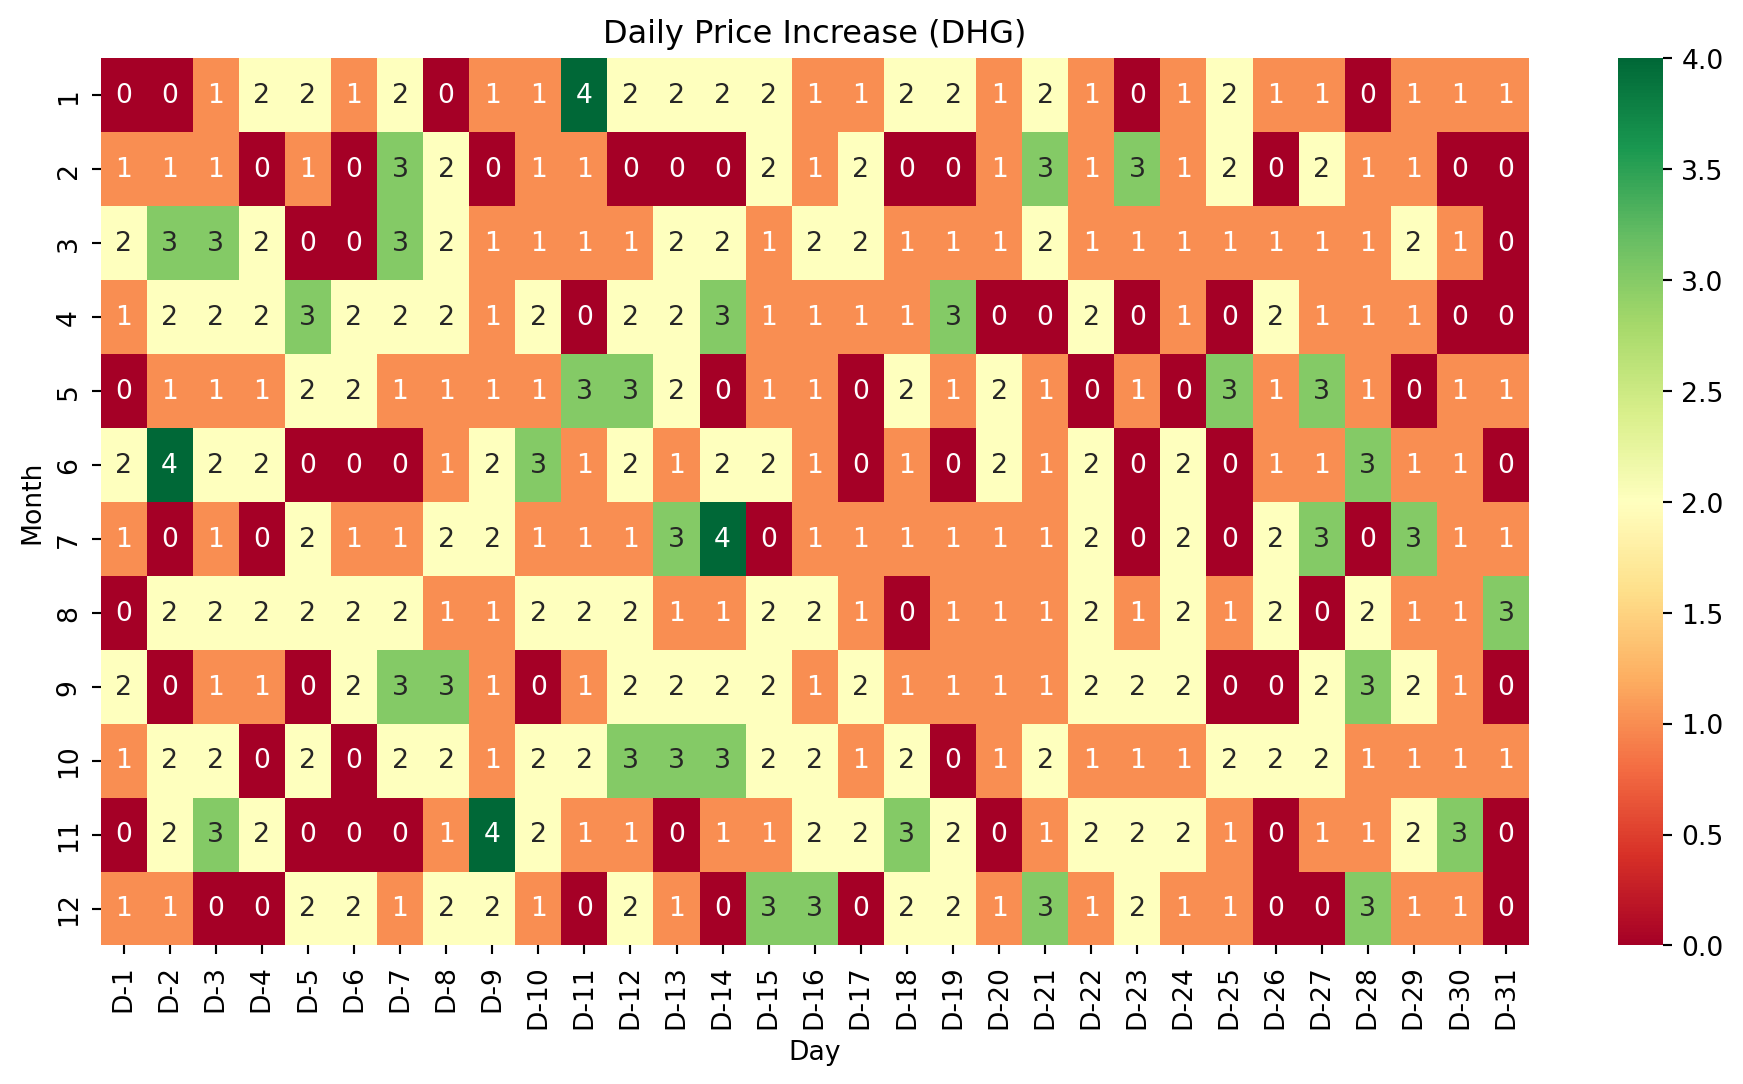 Daily Price Increase (DHG)
1 0 0 1 2 2 1 2 0 1 1 4 2 2 2 2 1 1 2 2 1 2 1 0 1 2 1 1 0 1 1 1
2 1 1 1 0 1 0 3 2 0 1 1 0 0 0 2 1 2 0 0 1 3 1 3 1 2 0 2 1 1 0 0
3 2 3 3 2 0 0 3 2 1 1 1 1 2 2 1 2 2 1 1 1 2 1 1 1 1 1 1 1 2 1 0
4 1 2 2 2 3 2 2 2 1 2 0 2 2 3 1 1 1 1 3 0 0 2 0 1 0 2 1 1 1 0 0
5 0 1 1 1 2 2 1 1 1 1 3 3 2 0 1 1 0 2 1 2 1 0 1 0 3 1 3 1 0 1 1
6 2 4 2 2 0 0 0 1 2 3 1 2 1 2 2 1 0 1 0 2 1 2 0 2 0 1 1 3 1 1 0
7 1 0 1 0 2 1 1 2 2 1 1 1 3 4 0 1 1 1 1 1 1 2 0 2 0 2 3 0 3 1 1
8 0 2 2 2 2 2 2 1 1 2 2 2 1 1 2 2 1 0 1 1 1 2 1 2 1 2 0 2 1 1 3
9 2 0 1 1 0 2 3 3 1 0 1 2 2 2 2 1 2 1 1 1 1 2 2 2 0 0 2 3 2 1 0
10 1 2 2 0 2 0 2 2 1 2 2 3 3 3 2 2 1 2 0 1 2 1 1 1 2 2 2 1 1 1 1
11 0 2 3 2 0 0 0 1 4 2 1 1 0 1 1 2 2 3 2 0 1 2 2 2 1 0 1 1 2 3 0
12 1 1 0 0 2 2 1 2 2 1 0 2 1 0 3 3 0 2 2 1 3 1 2 1 1 0 0 3 1 1 0
Month
D-1 D-2 D-3 D-4 D-5 D-6 D-7 D-8 D-9 D-10 D-11 D-12 D-13 D-14 D-15 D-16 D-17 D-18 D-19 D-20 D-21 D-22 D-23 D-24 D-25 D-26 D-27 D-28 D-29 D-30 D-31
Day
4.0
3.5
3.0
2.5
2.0
1.5
1.0
0.5
0.0